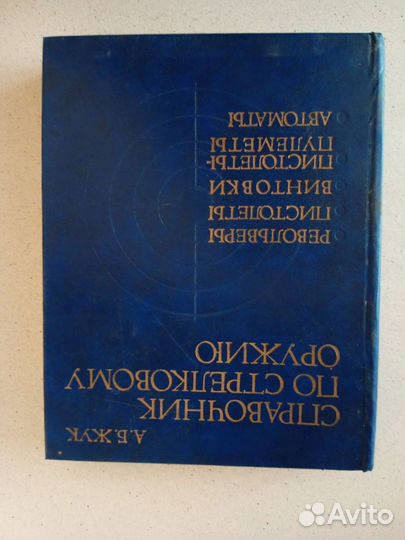 А.Б. ЖУК
СПРАВОЧНИК
ПО СТРЕЛКОВОМУ
ОРУЖИЮ
РЕВОЛЬВЕРЫ
ПИСТОЛЕТЫ
ВИНТОВКИ
ПИСТОЛЕТЫ-
ПУЛЕМЕТЫ
АВТОМАТЫ
Avito